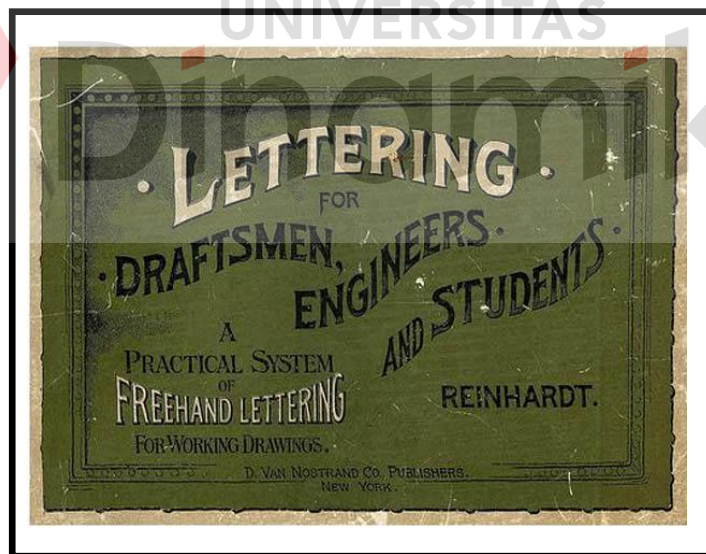 UNIVERSITAS
Dinamik
· LETTERING ·
FOR
· DRAFTSMEN,
ENGINEERS ·
AND STUDENTS ·
A
PRACTICAL SYSTEM
OF
FREEHAND LETTERING
FOR WORKING DRAWINGS.
REINHARDT.
D. VAN NOSTRAND CO., PUBLISHERS.
NEW YORK.